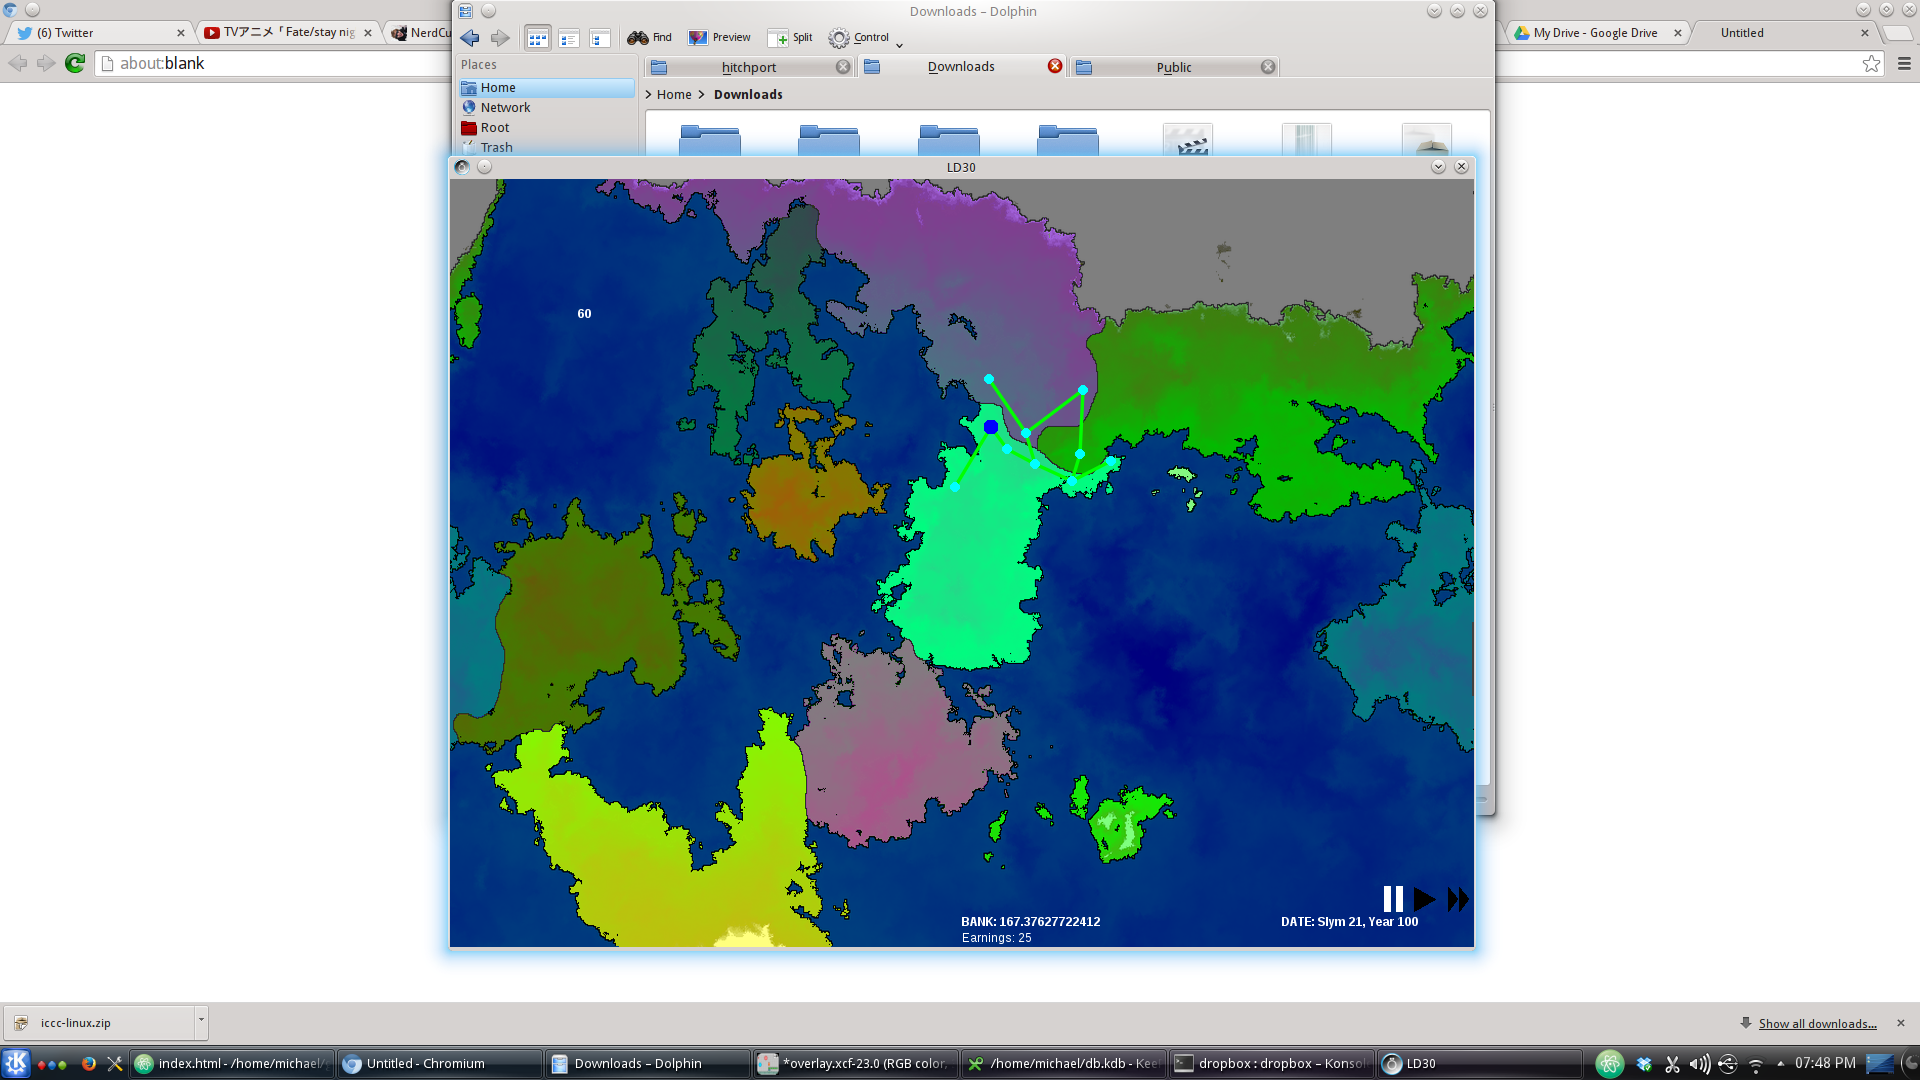 Downloads – Dolphin
(6) Twitter
TVアニメ「Fate/stay nig
NerdCu
My Drive - Google Drive
Untitled
Find
Preview
Split
Control
about:blank
Places
hitchport
Downloads
Public
Home
Home > Downloads
Network
Root
Trash
LD30
60
BANK: 167.37627722412
DATE: Slym 21, Year 100
Earnings: 25
iccc-linux.zip
Show all downloads...
index.html - /home/michael/
Untitled - Chromium
Downloads – Dolphin
*overlay.xcf-23.0 (RGB color,
/home/michael/db.kdb - Kee
dropbox : dropbox – Konso
LD30
07:48 PM